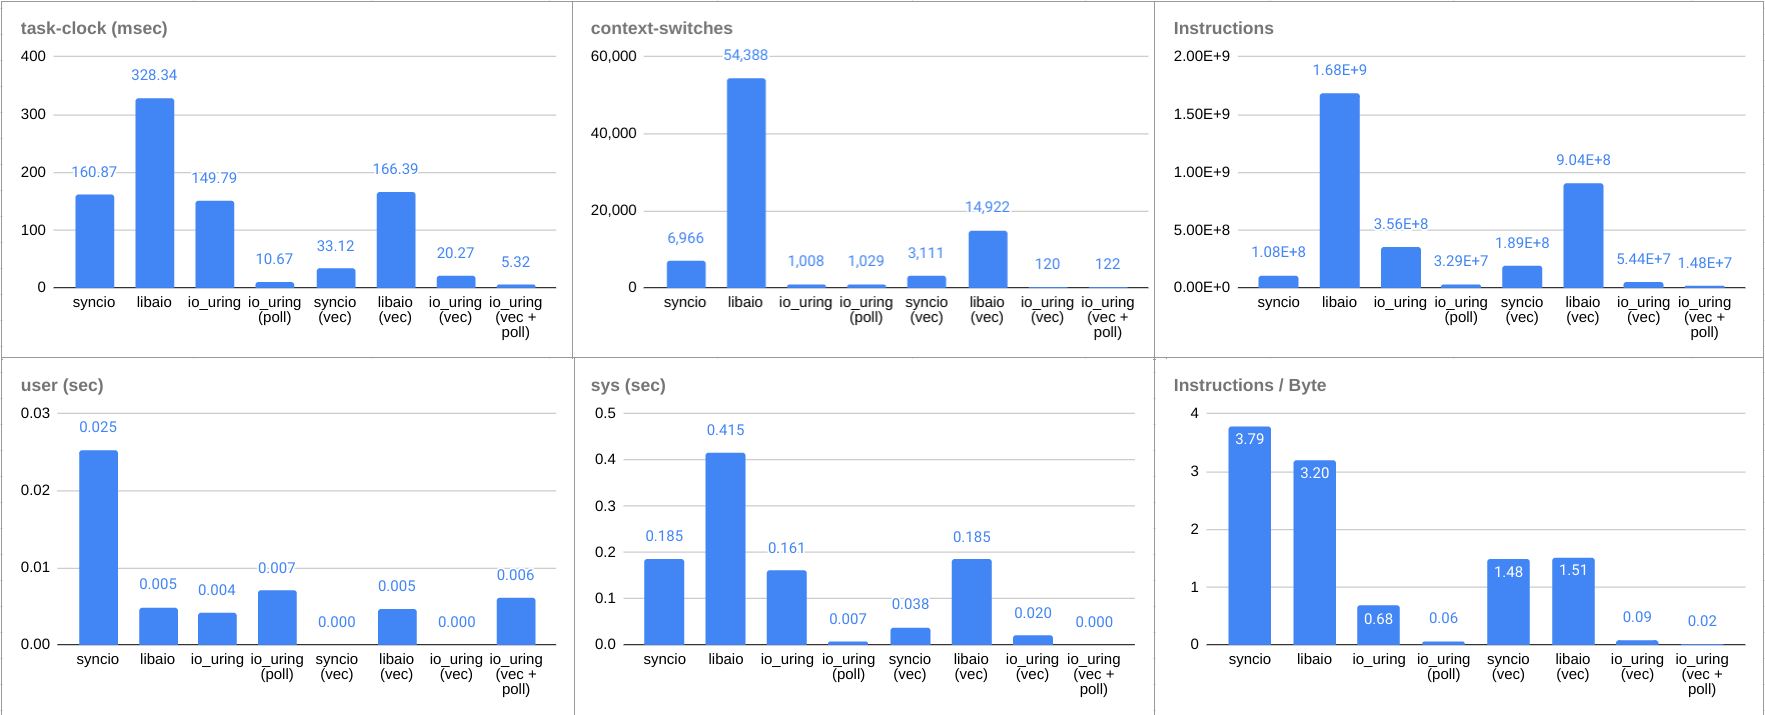 task-clock (msec)
400
300
200
100
0
160.87
328.34
149.79
10.67
33.12
166.39
20.27
5.32
syncio libaio io_uring io_uring syncio libaio io_uring io_uring
(poll) (vec) (vec) (vec) (vec +
poll)
context-switches
60,000
40,000
20,000
0
6,966
54,388
1,008
1,029
3,111
14,922
120
122
syncio libaio io_uring io_uring syncio libaio io_uring io_uring
(poll) (vec) (vec) (vec) (vec +
poll)
Instructions
2.00E+9
1.50E+9
1.00E+9
5.00E+8
0.00E+0
1.08E+8
1.68E+9
3.56E+8
3.29E+7
1.89E+8
9.04E+8
5.44E+7
1.48E+7
syncio libaio io_uring io_uring syncio libaio io_uring io_uring
(poll) (vec) (vec) (vec) (vec +
poll)
user (sec)
0.03
0.02
0.01
0.00
0.025
0.005
0.004
0.007
0.000
0.005
0.000
0.006
syncio libaio io_uring io_uring syncio libaio io_uring io_uring
(poll) (vec) (vec) (vec) (vec +
poll)
sys (sec)
0.5
0.4
0.3
0.2
0.1
0.0
0.185
0.415
0.161
0.007
0.038
0.185
0.020
0.000
syncio libaio io_uring io_uring syncio libaio io_uring io_uring
(poll) (vec) (vec) (vec) (vec +
poll)
Instructions / Byte
4
3
2
1
0
3.79
3.20
0.68
0.06
1.48
1.51
0.09
0.02
syncio libaio io_uring io_uring syncio libaio io_uring io_uring
(poll) (vec) (vec) (vec) (vec +
poll)